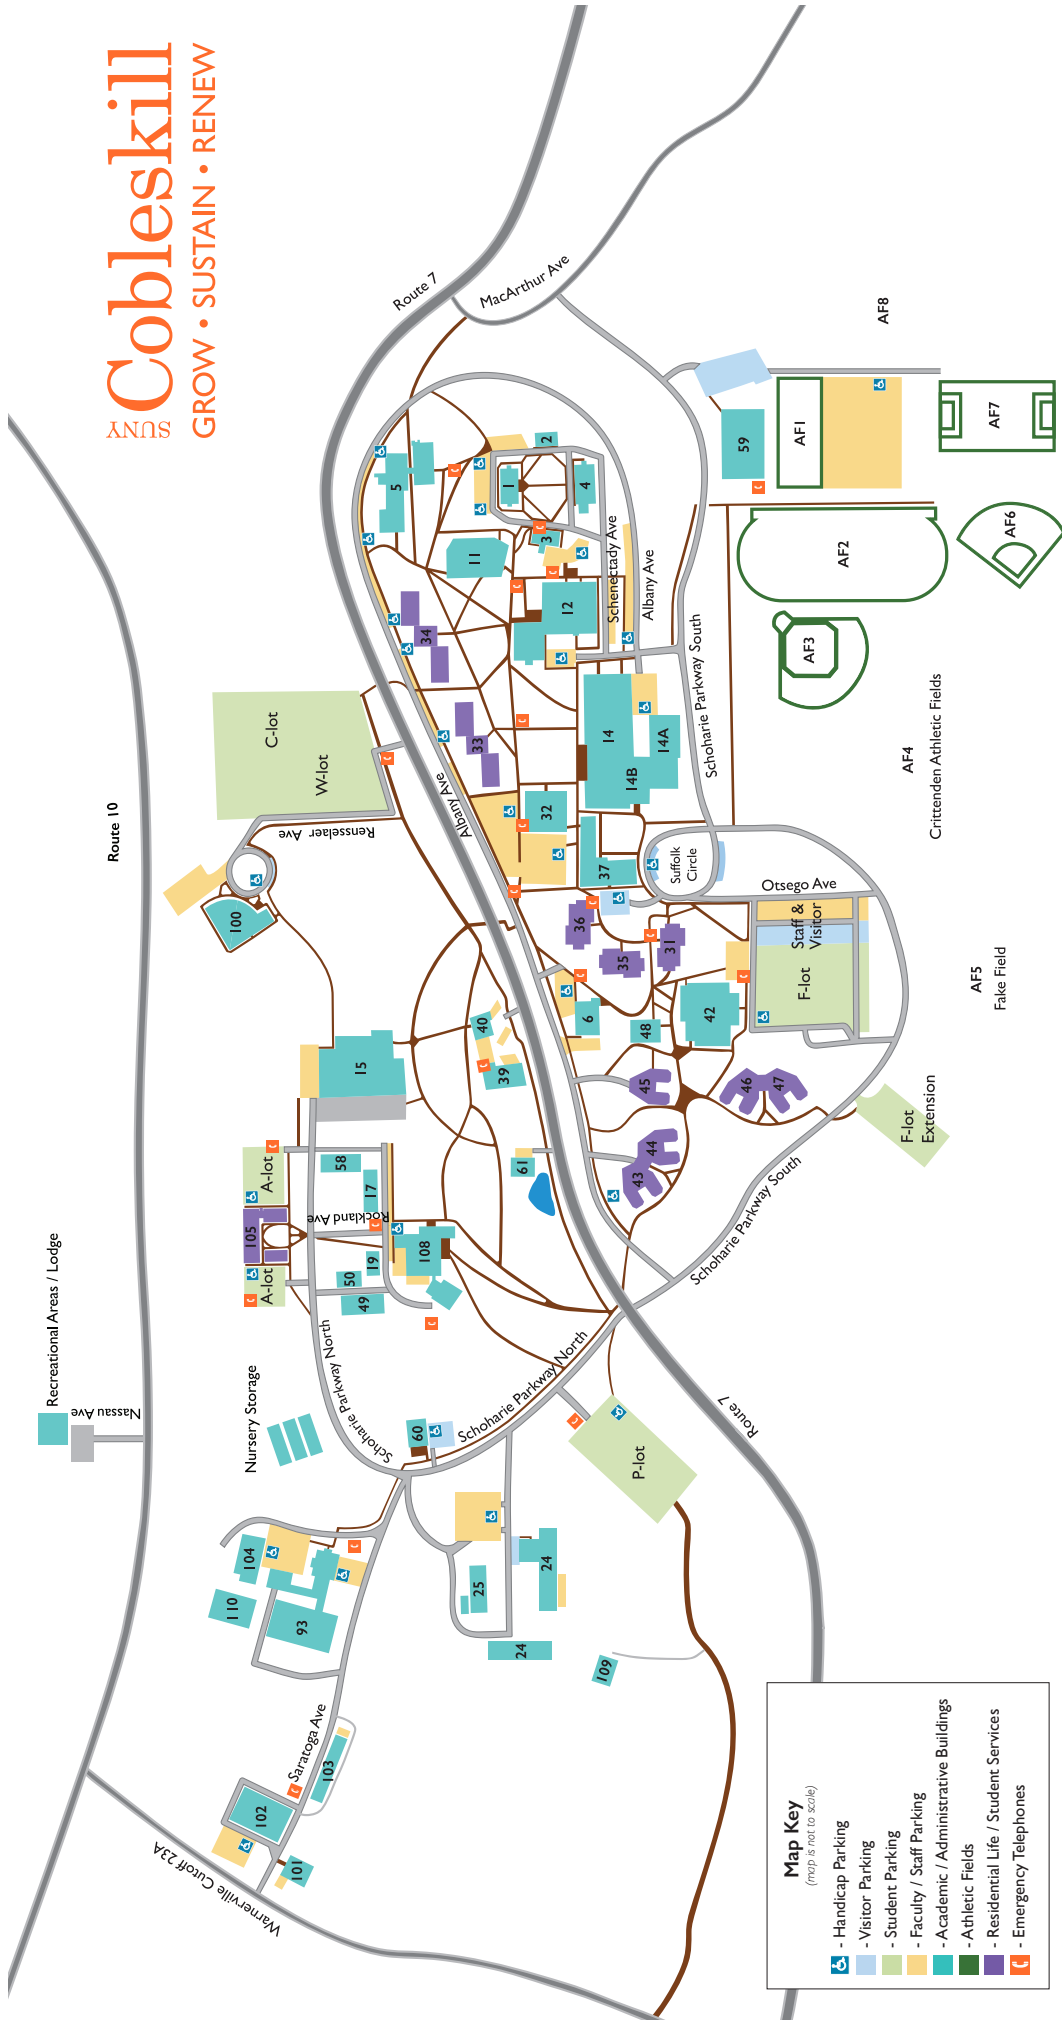 SUNY
Cobleskill
GROW • SUSTAIN • RENEW
Route 7
MacArthur Ave
Route 10
C-lot
W-lot
Rensselaer Ave
100
5
2
1
4
3
11
12
34
33
Schenectady Ave
Albany Ave
Albany Ave
Schoharie Parkway South
14
14A
14B
32
37
Suffolk
Circle
36
35
31
Otsego Ave
Staff &
Visitor
F-lot
6
48
42
45
46
47
44
43
F-lot
Extension
Schoharie Parkway South
59
AF1
AF2
AF3
AF4
Crittenden Athletic Fields
AF5
Fake Field
AF6
AF7
AF8
15
40
39
61
A-lot
105
A-lot
58
17
Rockland Ave
108
19
50
49
Recreational Areas / Lodge
Nassau Ave
Nursery Storage
Schoharie Parkway North
Schoharie Parkway North
60
P-lot
Route 7
104
110
93
25
24
24
109
Saratoga Ave
103
102
101
Warnerville Cutoff 23A
Map Key
(map is not to scale)
- Handicap Parking
- Visitor Parking
- Student Parking
- Faculty / Staff Parking
- Academic / Administrative Buildings
- Athletic Fields
- Residential Life / Student Services
- Emergency Telephones